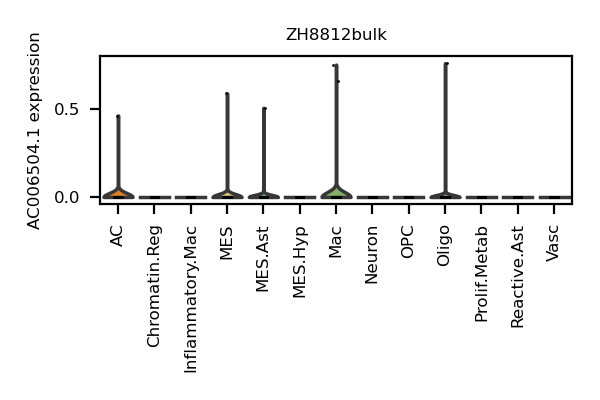 ZH8812bulk
AC006504.1 expression
0.5
0.0
AC
Chromatin.Reg
Inflammatory.Mac
MES
MES.Ast
MES.Hyp
Mac
Neuron
OPC
Oligo
Prolif.Metab
Reactive.Ast
Vasc